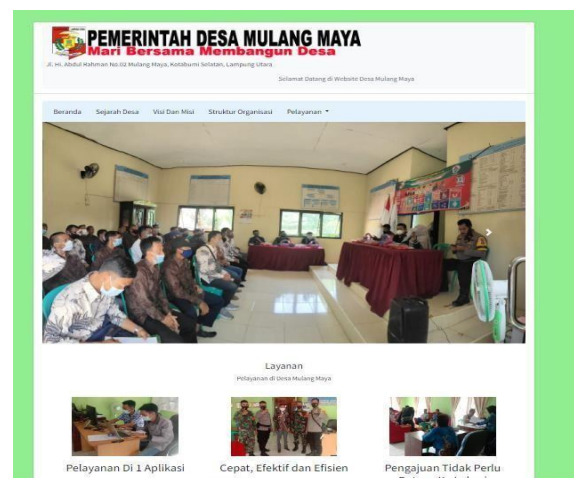 PEMERINTAH DESA MULANG MAYA
Mari Bersama Membangun Desa
Jl. Hi. Abdul Rahman No.02 Mulang Maya, Kotabumi Selatan, Lampung Utara
Selamat Datang di Website Desa Mulang Maya
Beranda Sejarah Desa Visi Dan Misi Struktur Organisasi Pelayanan
Layanan
Pelayanan di Desa Mulang Maya
Pelayanan Di 1 Aplikasi Cepat, Efektif dan Efisien Pengajuan Tidak Perlu